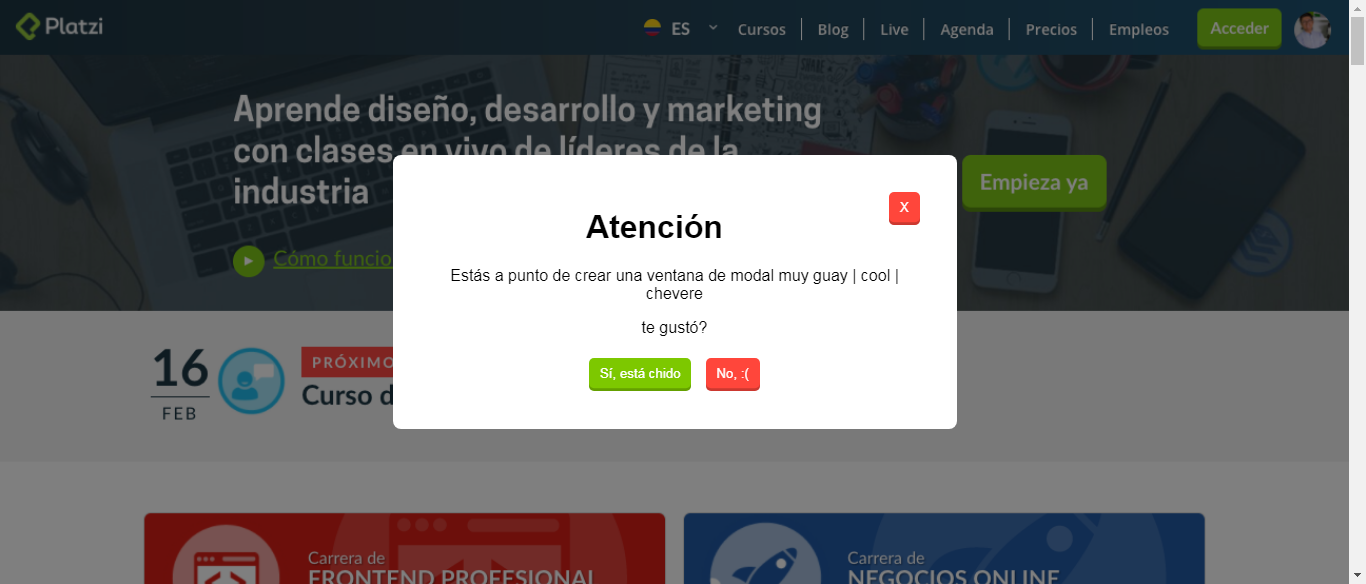 Platzi
ES
Cursos
Blog
Live
Agenda
Precios
Empleos
Acceder
Aprende diseño, desarrollo y marketing
con clases en vivo de líderes de la
industria
Empieza ya
Cómo funcio
X
Atención
Estás a punto de crear una ventana de modal muy guay | cool |
chevere
te gustó?
Sí, está chido
No, :(
16
FEB
PRÓXIMO
Curso d
Carrera de
FRONTEND PROFESIONAL
Carrera de
NEGOCIOS ONLINE